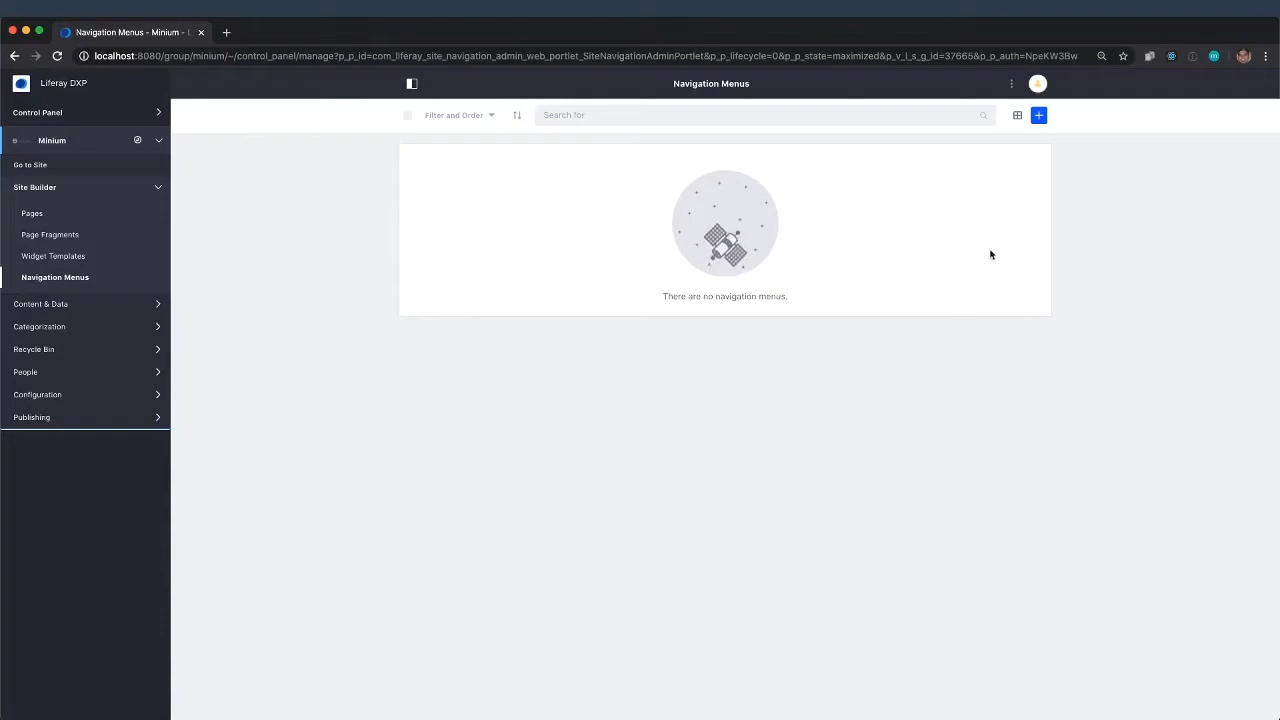 Navigation Menus - Minium - L
localhost:8080/group/minium/~/control_panel/manage?p_p_id=com_liferay_site_navigation_admin_web_portlet_SiteNavigationAdminPortlet&p_p_lifecycle=0&p_p_state=maximized&p_v_l_s_g_id=37665&p_p_auth=NpeKW3Bw
Liferay DXP
Navigation Menus
Control Panel
Filter and Order
Search for
Minium
Go to Site
Site Builder
Pages
Page Fragments
Widget Templates
Navigation Menus
There are no navigation menus.
Content & Data
Categorization
Recycle Bin
People
Configuration
Publishing